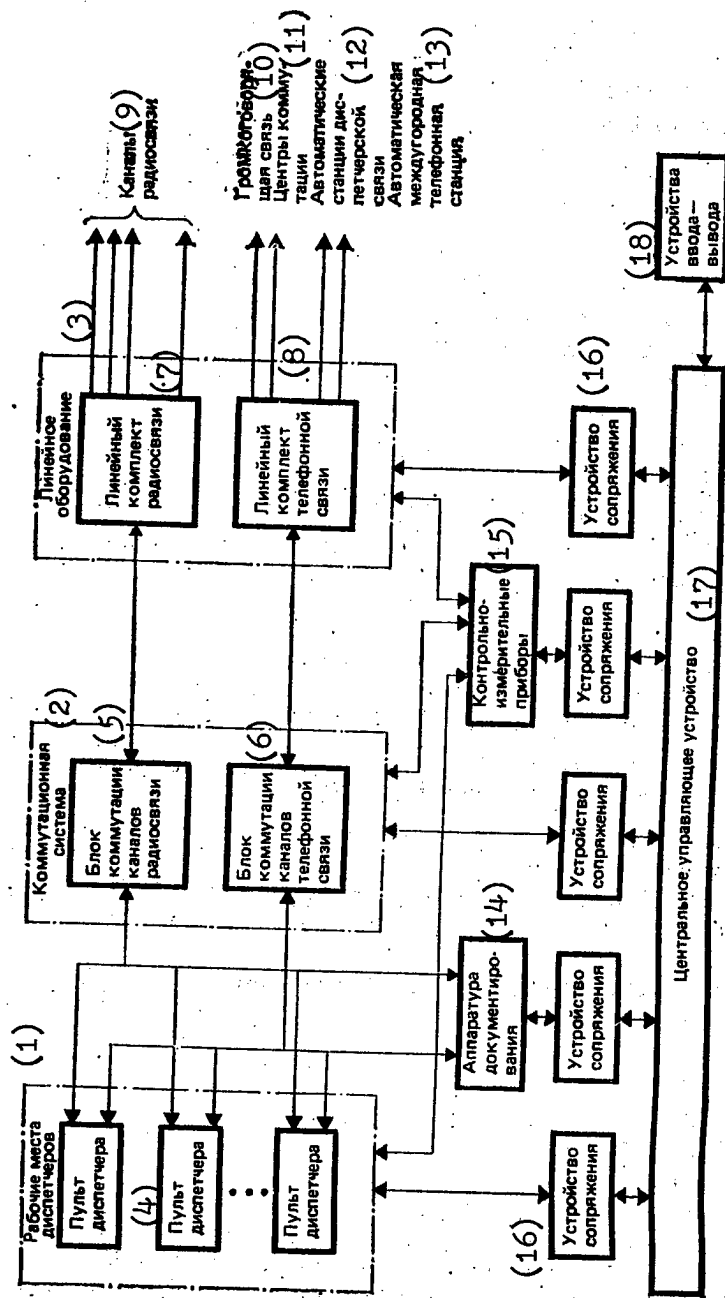 (1)
Рабочие места
диспетчеров
Пульт
диспетчера
(4)
Пульт
диспетчера
Пульт
диспетчера
Коммутационная (2)
система
(5)
Блок
коммутации
каналов
радиосвязи
(6)
Блок
коммутации
каналов
телефонной
связи
Линейное
оборудование
(3)
Линейный
комплект
радиосвязи
(7)
Линейный
комплект
телефонной
связи
(8)
Каналы (9)
радиосвязи
Громкоговоря-
щая связь (10)
Центры комму- (11)
тации
Автоматические
станции дис- (12)
петчерской
связи
Автоматическая
междугородная
телефонная (13)
станция
Аппаратура
документиро-
вания
(14)
Контрольно-
измерительные
приборы
(15)
(16)
Устройство
сопряжения
Устройство
сопряжения
Устройство
сопряжения
Устройство
сопряжения
Устройство
сопряжения
(16)
Центральное управляющее устройство (17)
(18)
Устройства
ввода—
вывода